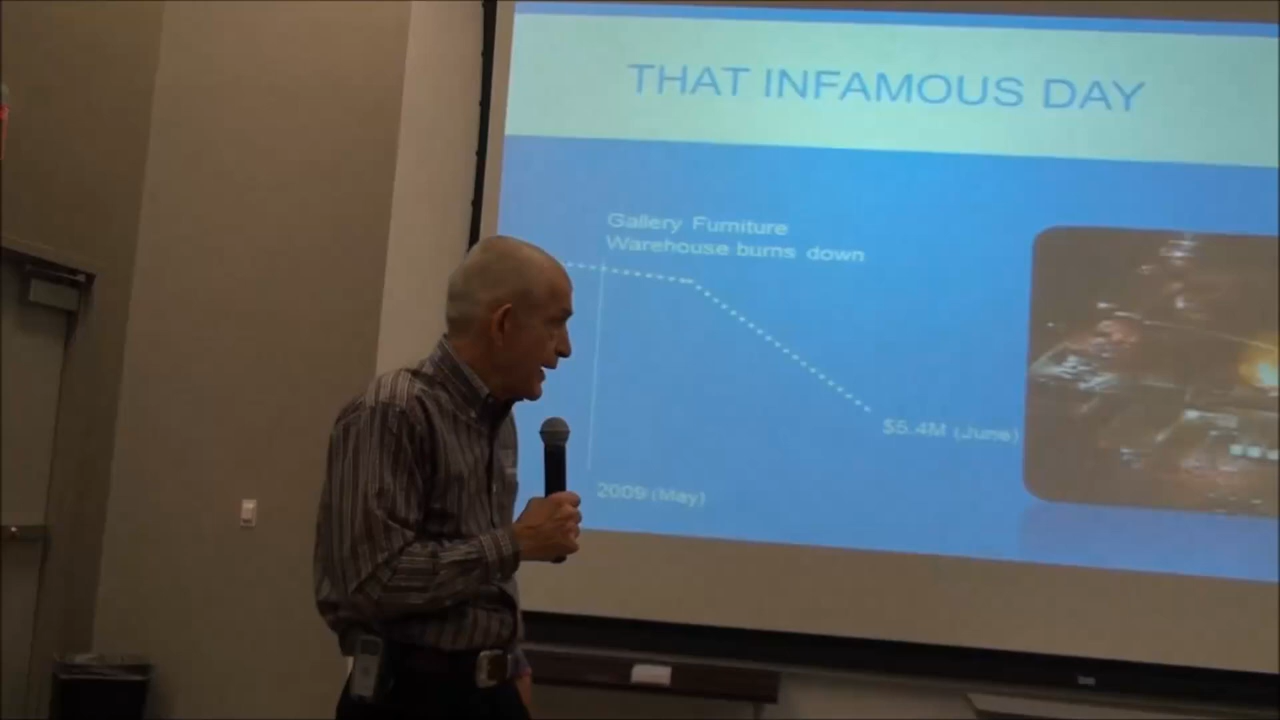 THAT INFAMOUS DAY
Gallery Furniture
Warehouse burns down
$5.4M (June)
2009 (May)